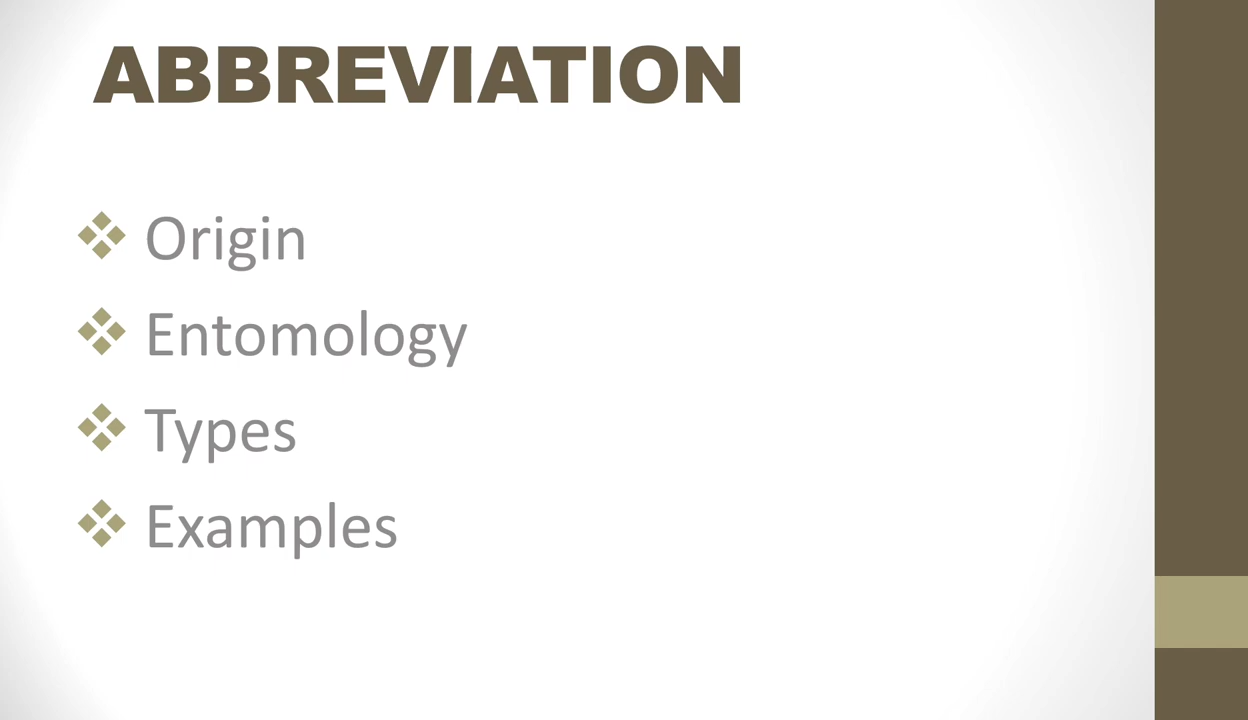 ABBREVIATION
Origin
Entomology
Types
Examples